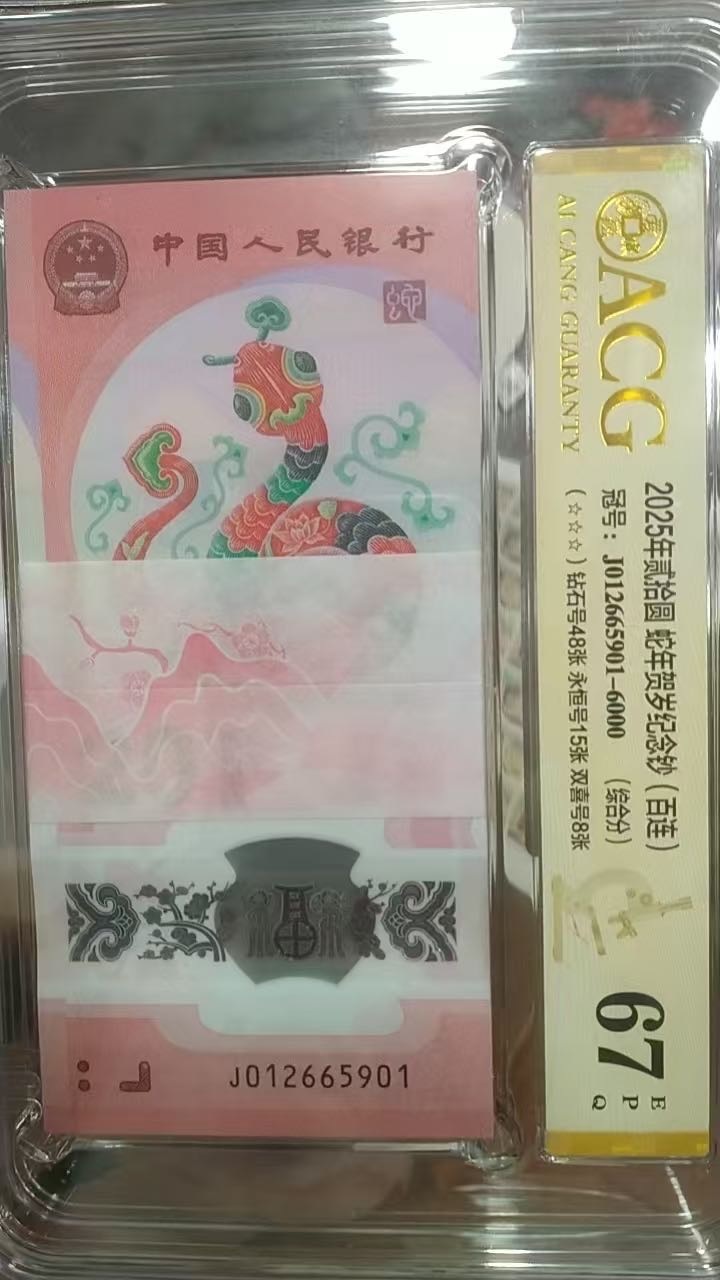 中国人民银行
J012665901
ACG
AI CANG GUARANTY
2025年贰拾圆 蛇年贺岁纪念钞（百连）
冠号：J012665901-6000 （综合分）
（☆☆☆）钻石号48张 永恒号15张 双喜号8张
67
E
P
Q